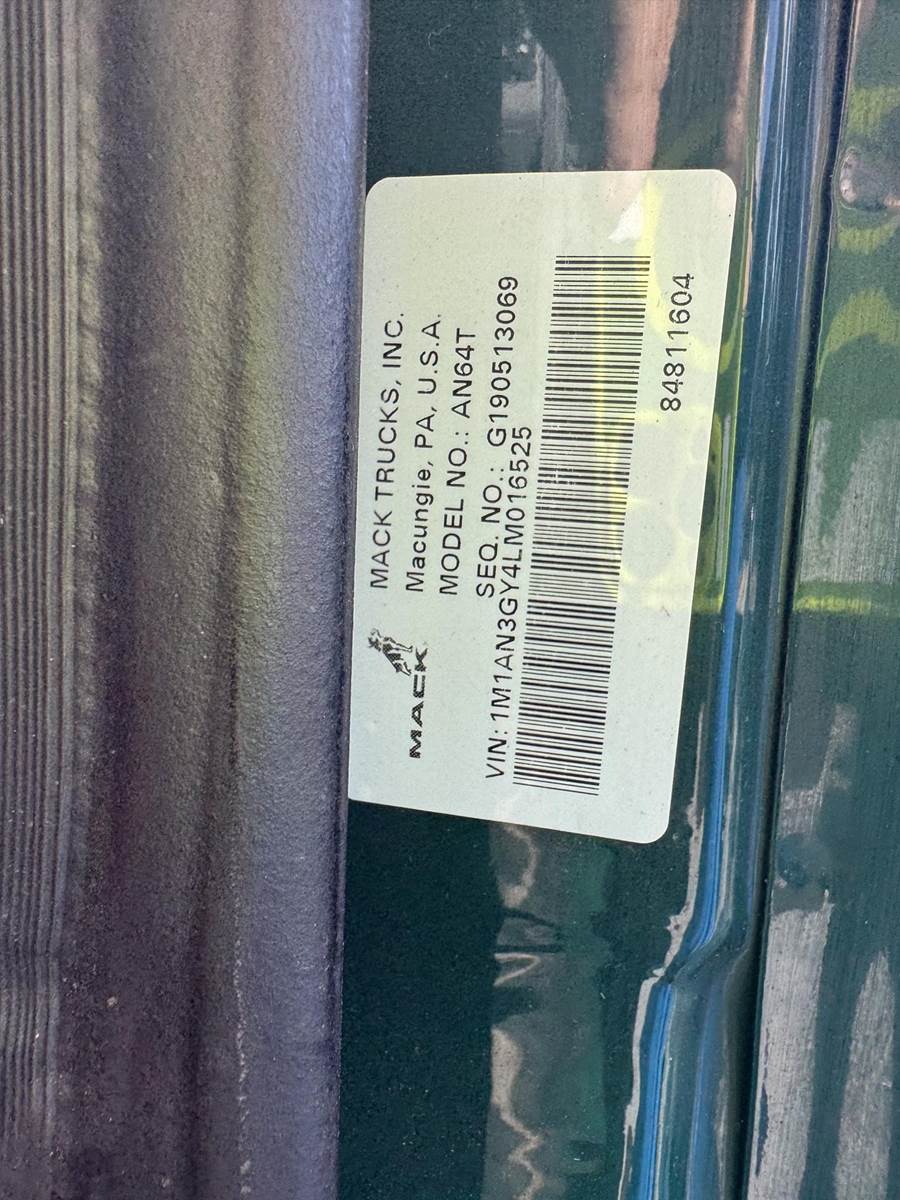 MACK
MACK TRUCKS, INC.
Macungie, PA, U.S.A.
MODEL NO.: AN64T
SEQ. NO.: G190513069
VIN: 1M1AN3GY4LM016525
84811604